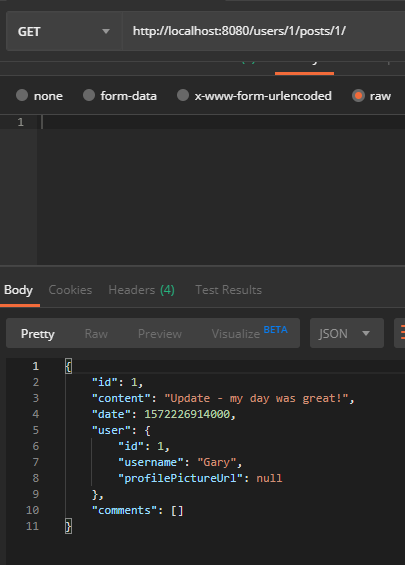 GET http://localhost:8080/users/1/posts/1/
none form-data x-www-form-urlencoded raw
1
Body Cookies Headers (4) Test Results
Pretty Raw Preview Visualize BETA JSON
1 {
2 "id": 1,
3 "content": "Update - my day was great!",
4 "date": 1572226914000,
5 "user": {
6 "id": 1,
7 "username": "Gary",
8 "profilePictureUrl": null
9 },
10 "comments": []
11 }